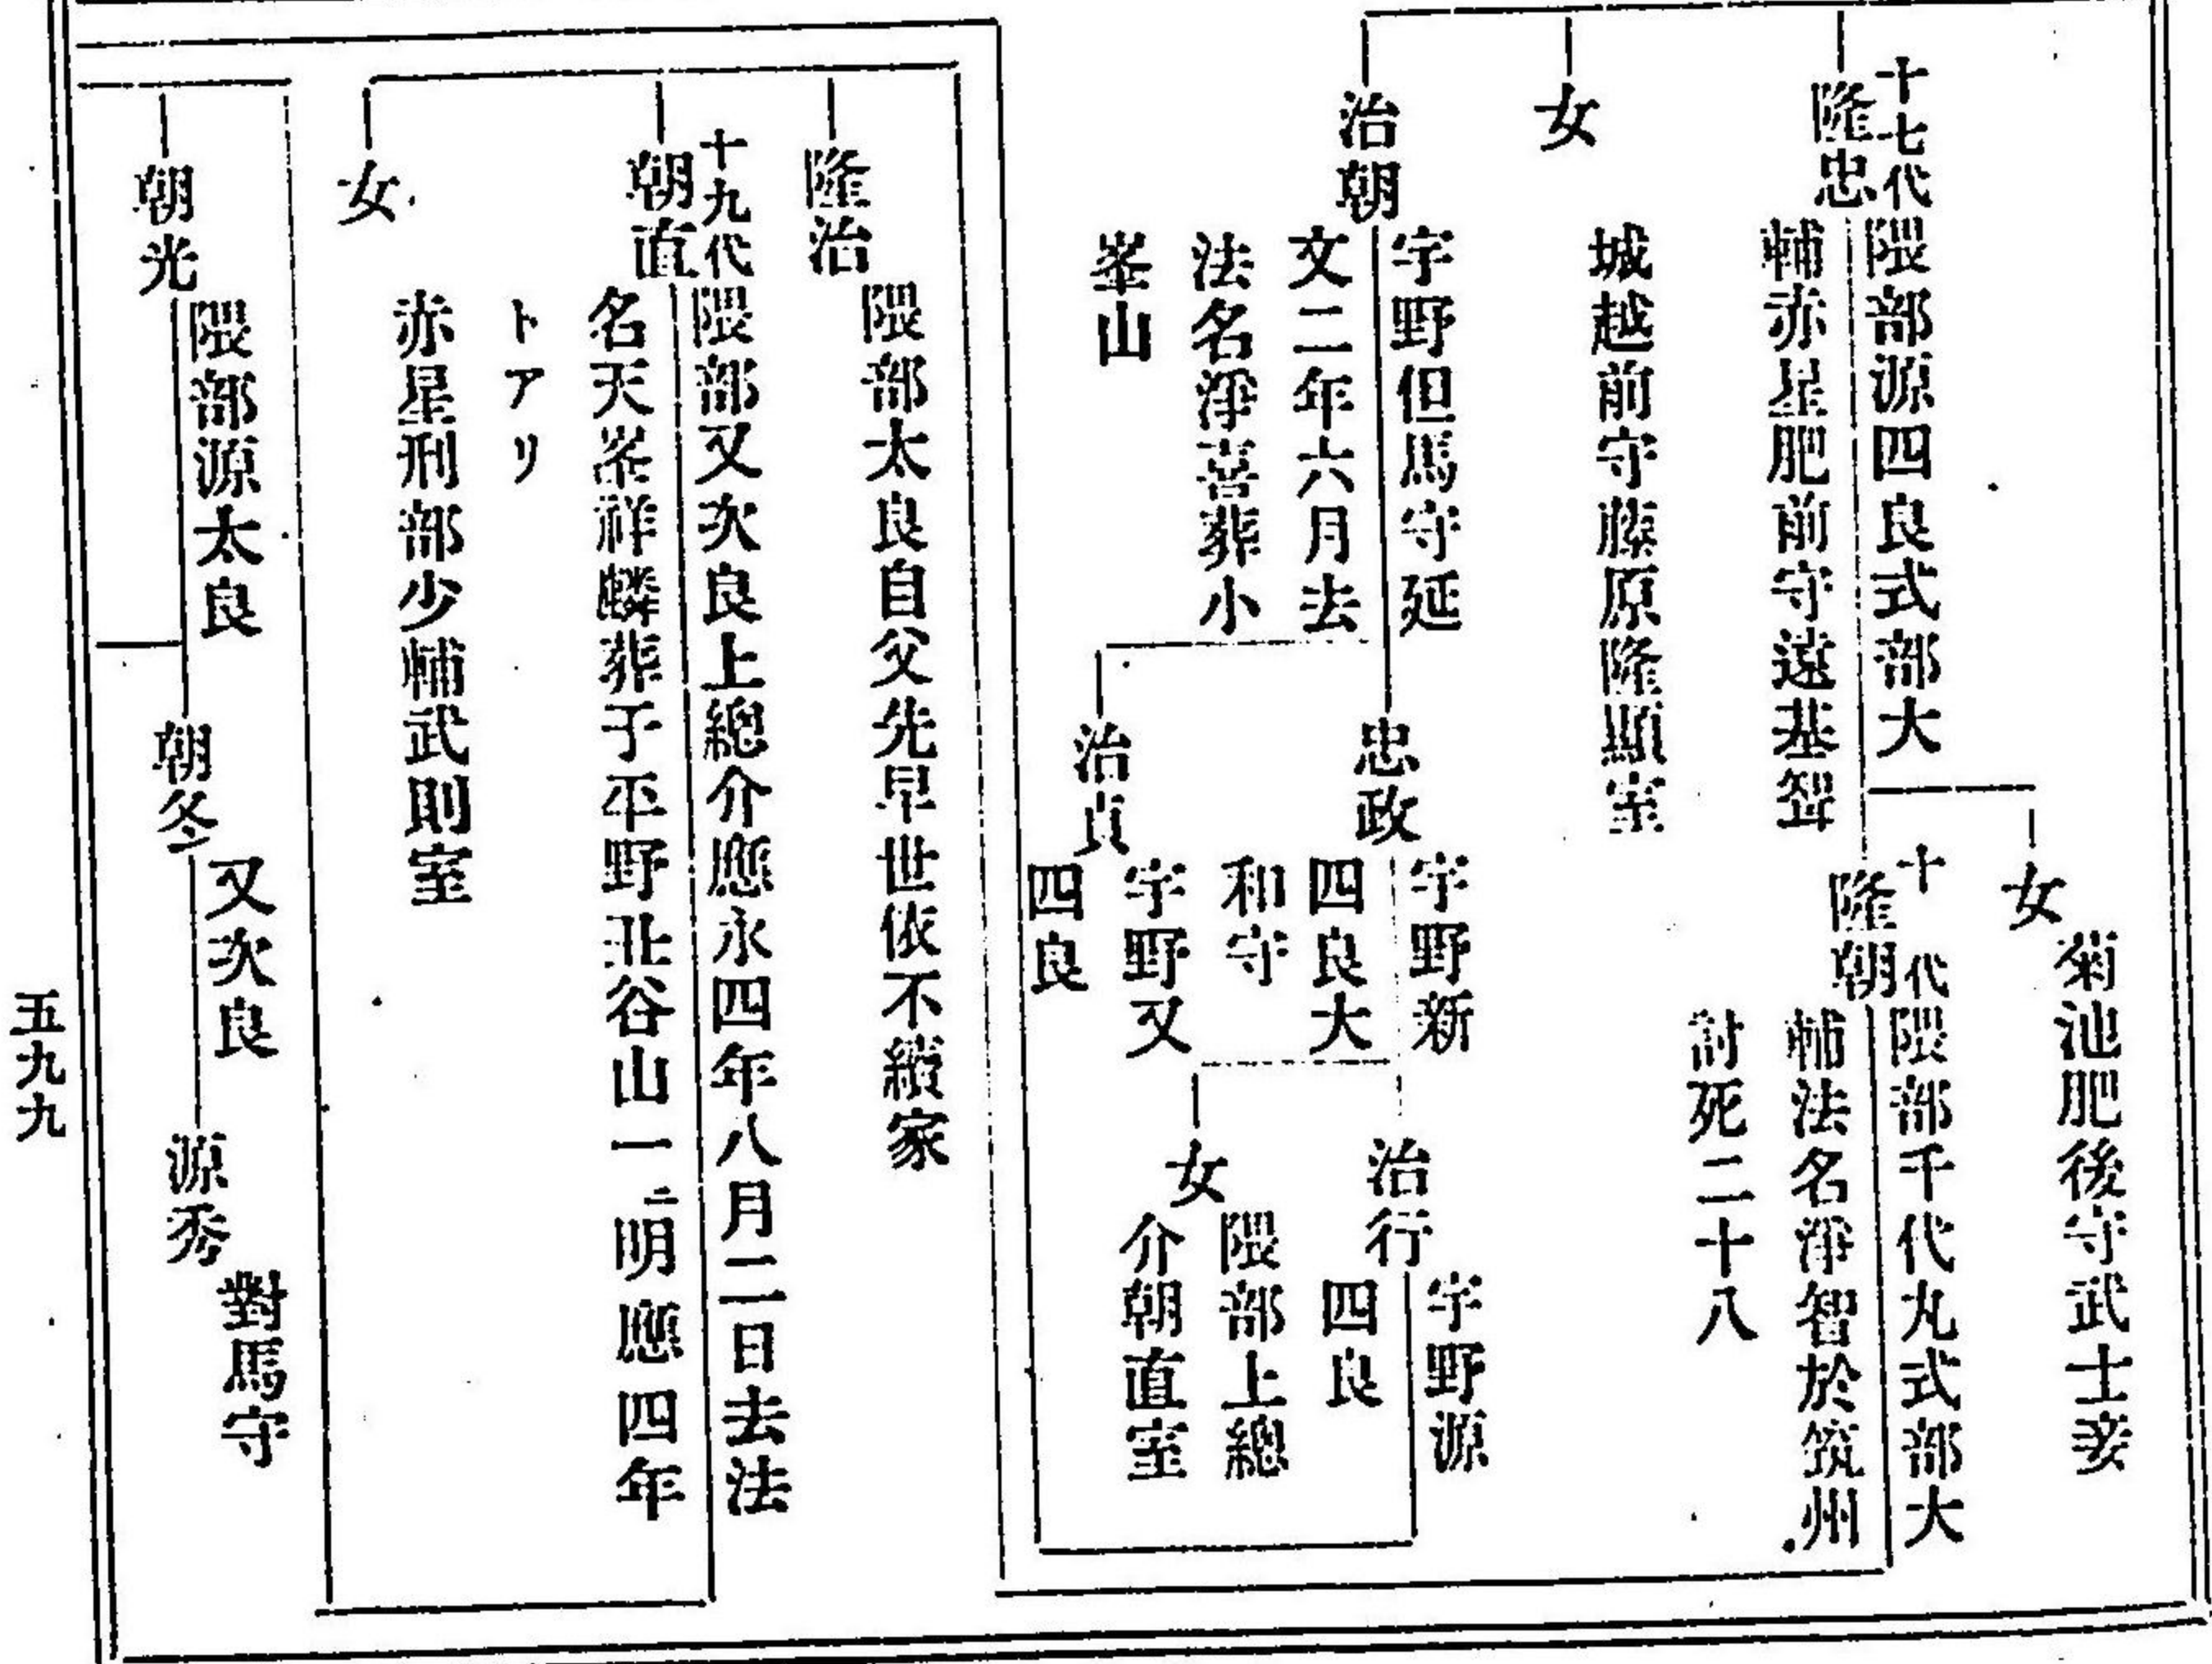 十七代
隆忠
隈部源四良式部大
輔赤星肥前守遠基聟
女
菊池肥後守武士妾
十　代
隆朝
隈部千代丸式部大
輔法名淨智於筑州
討死二十八
女
城越前守藤原隆顯室
治朝
宇野但馬守延
文二年六月去
法名淨喜葬小
峯山
忠政
宇野新
四良大
和守
治行
宇野源
四良
女
隈部上總
介朝直室
治貞
宇野又
四良
隆治
隈部太良自父先早世依不續家
十九代
朝直
隈部又次良上總介應永四年八月二日去法
名天峯祥麟葬于平野北谷山一ニ明應四年
トアリ
女
赤星刑部少輔武則室
朝光
隈部源太良
朝冬
又次良
源秀
對馬守
五九九